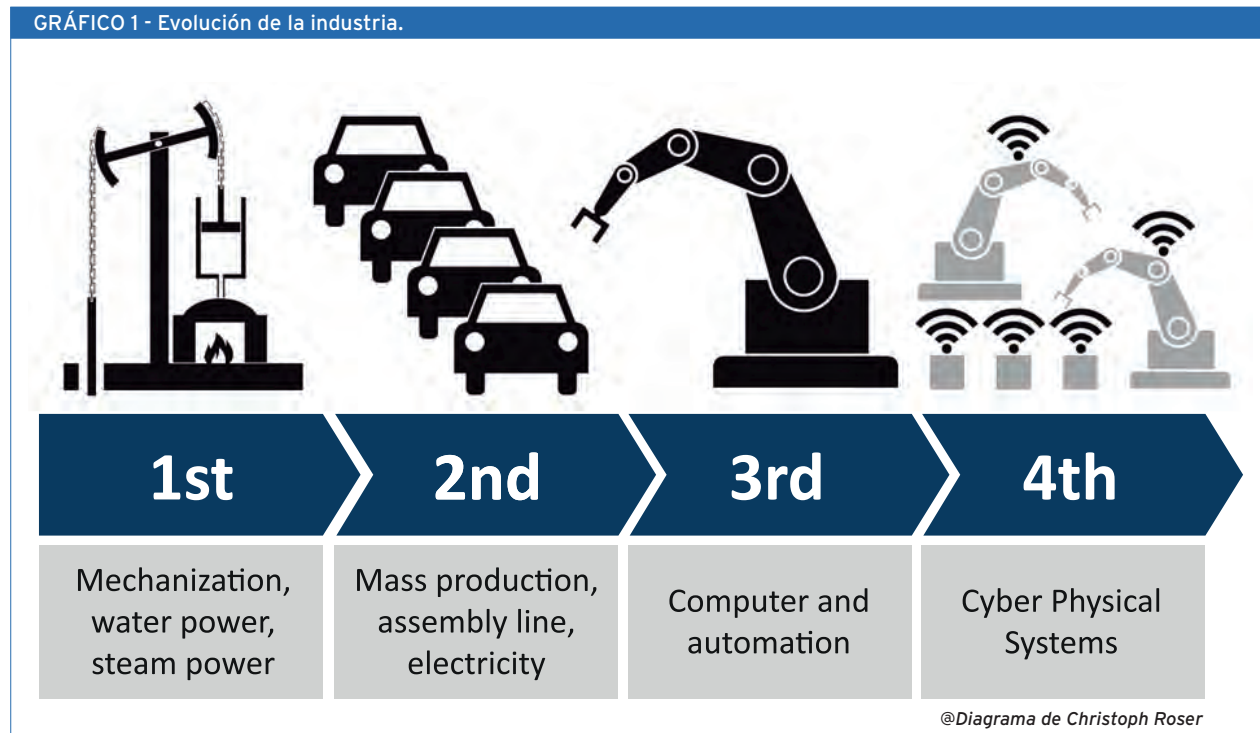 GRÁFICO 1 - Evolución de la industria.
1st
2nd
3rd
4th
Mechanization,
water power,
steam power
Mass production,
assembly line,
electricity
Computer and
automation
Cyber Physical
Systems
@Diagrama de Christoph Roser